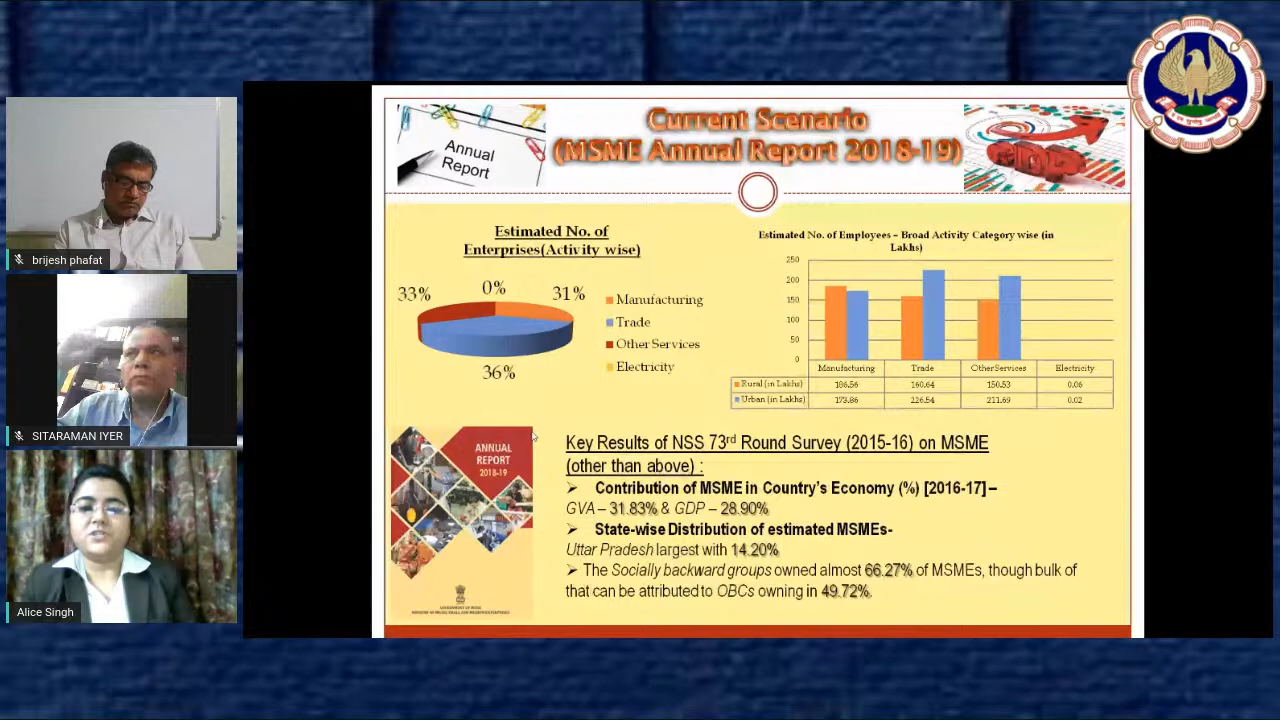 Current Scenario
(MSME Annual Report 2018-19)
Annual
Report
Estimated No. of
Enterprises(Activity wise)
33%
0%
31%
36%
Manufacturing
Trade
Other Services
Electricity
Estimated No. of Employees – Broad Activity Category wise (in
Lakhs)
250
200
150
100
50
0
Manufacturing Trade Other Services Electricity
Rural (in Lakhs) 186.56 160.64 150.53 0.06
Urban (in Lakhs) 173.86 226.54 211.69 0.02
brijesh phafat
SITARAMAN IYER
Alice Singh
ANNUAL
REPORT
2018-19
GOVERNMENT OF INDIA
Key Results of NSS 73rd Round Survey (2015-16) on MSME
(other than above) :
➢ Contribution of MSME in Country's Economy (%) [2016-17] –
GVA – 31.83% & GDP – 28.90%
➢ State-wise Distribution of estimated MSMEs-
Uttar Pradesh largest with 14.20%
➢ The Socially backward groups owned almost 66.27% of MSMEs, though bulk of
that can be attributed to OBCs owning in 49.72%.